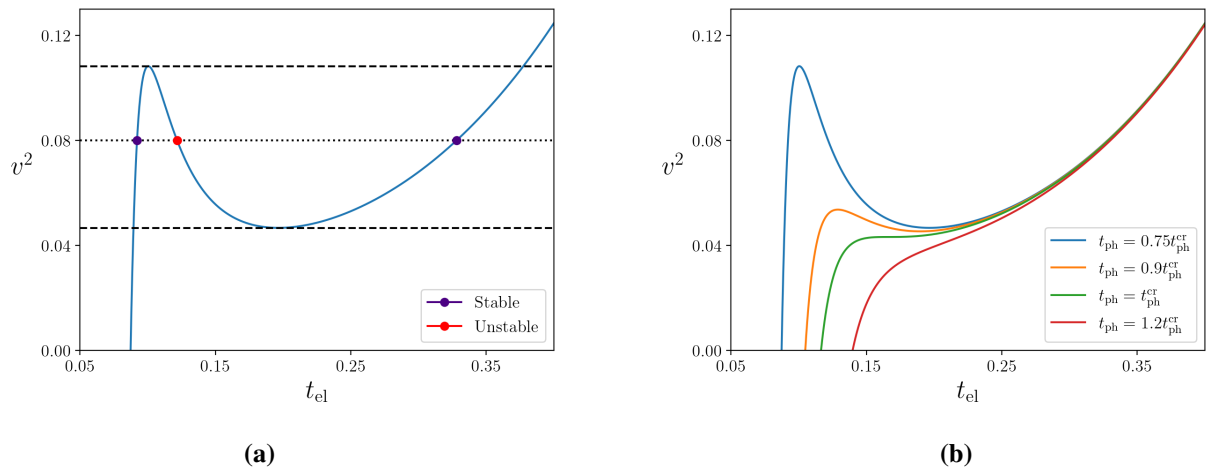 0.12
0.08
0.04
0.00
v²
0.05
0.15
0.25
0.35
t_el
Stable
Unstable
(a)
0.12
0.08
0.04
0.00
v²
0.05
0.15
0.25
0.35
t_el
t_ph = 0.75t_ph^cr
t_ph = 0.9t_ph^cr
t_ph = t_ph^cr
t_ph = 1.2t_ph^cr
(b)